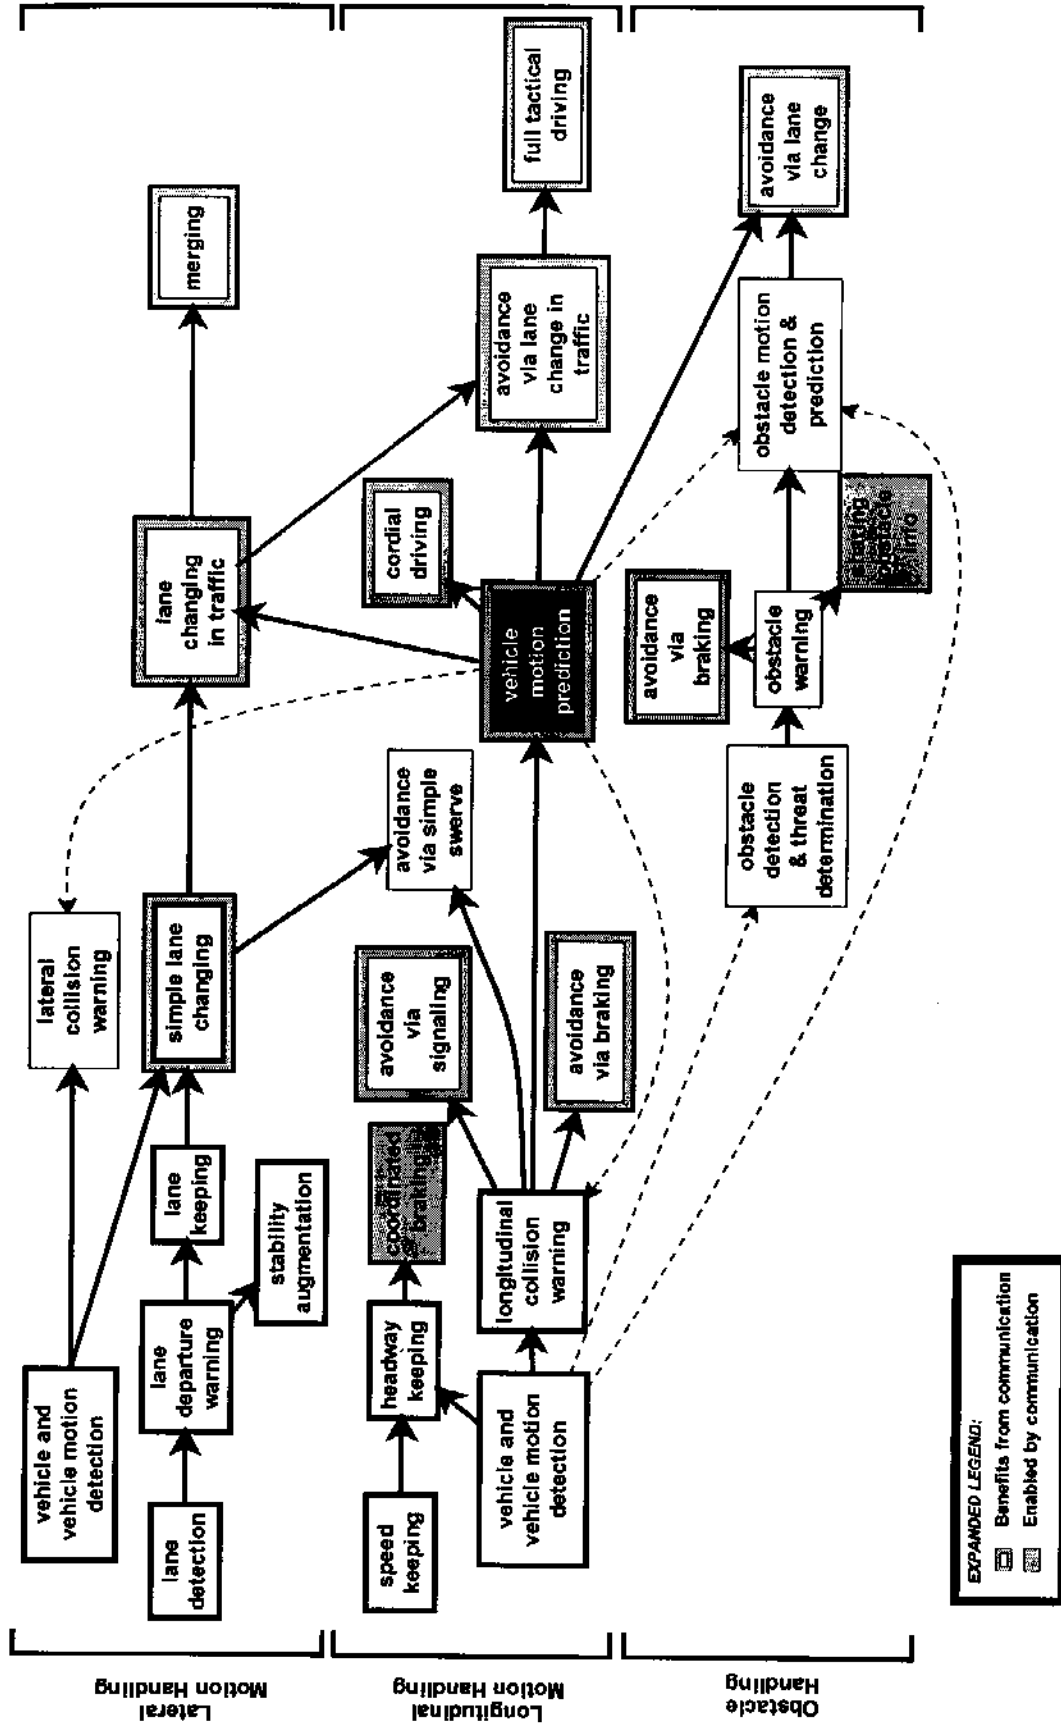 Lateral
Motion Handling
vehicle and
vehicle motion
detection
lateral
collision
warning
lane
detection
lane
departure
warning
lane
keeping
simple lane
changing
lane
changing
in traffic
merging
stability
augmentation
Longitudinal
Motion Handling
speed
keeping
headway
keeping
coordinated
braking
avoidance
via
signaling
avoidance
via simple
swerve
cordial
driving
vehicle and
vehicle motion
detection
longitudinal
collision
warning
avoidance
via braking
vehicle
motion
prediction
avoidance
via lane
change in
traffic
full tactical
driving
Obstacle
Handling
obstacle
detection
& threat
determination
obstacle
warning
avoidance
via
braking
obstacle
info
obstacle motion
detection &
prediction
avoidance
via lane
change
EXPANDED LEGEND:
Benefits from communication
Enabled by communication